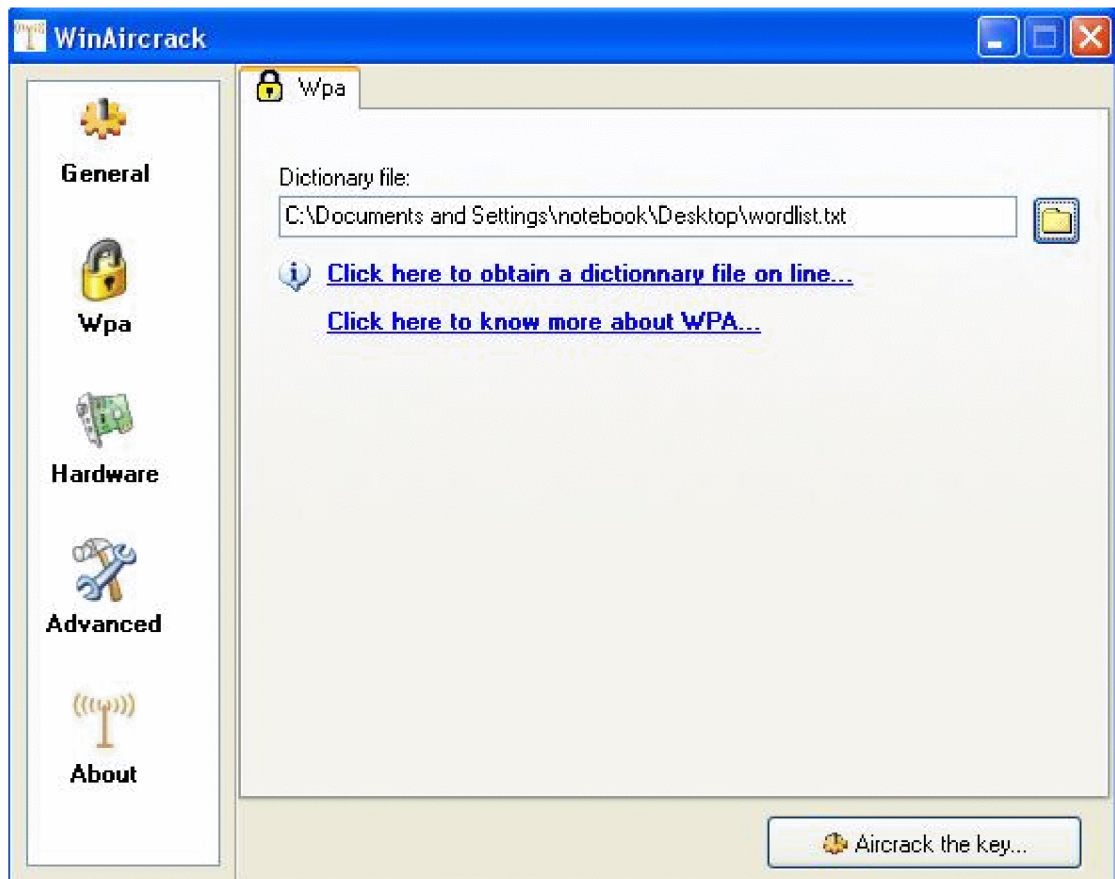 WinAircrack
General
Wpa
Hardware
Advanced
About
Wpa
Dictionary file:
C:\Documents and Settings\notebook\Desktop\wordlist.txt
Click here to obtain a dictionnary file on line...
Click here to know more about WPA...
Aircrack the key...